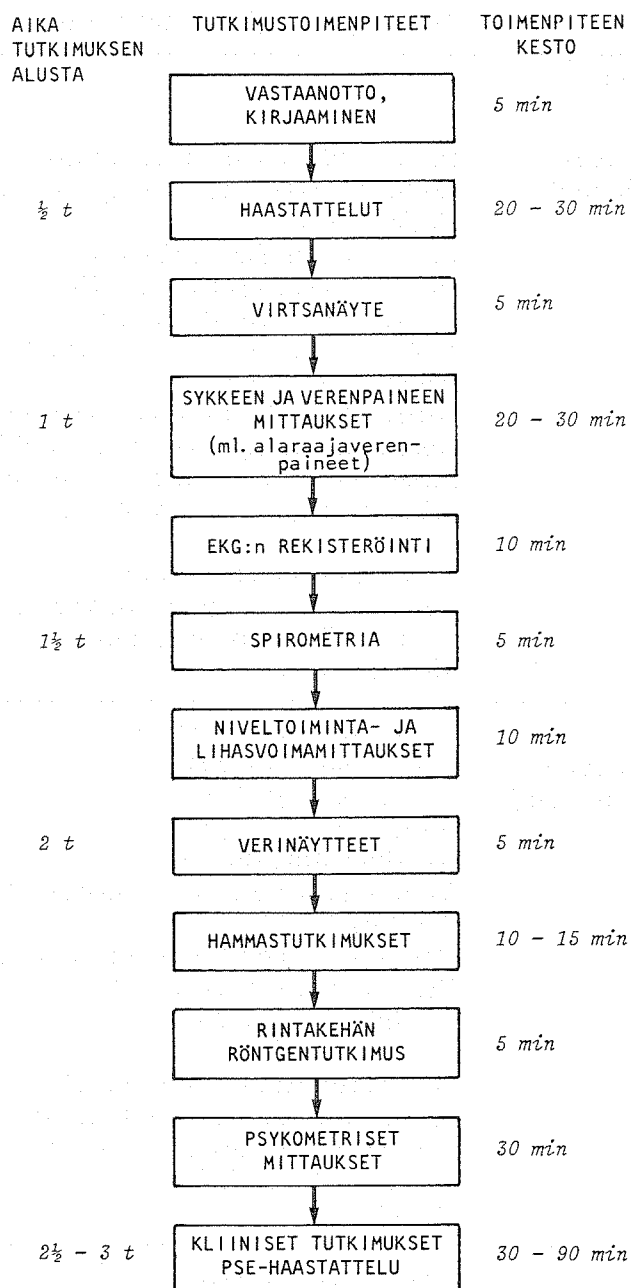 AIKA TUTKIMUKSEN ALUSTA
TUTKIMUSTOIMENPITEET
TOIMENPITEEN KESTO
VASTAANOTTO,
KIRJAAMINEN
5 min
½ t
HAASTATTELUT
20 - 30 min
VIRTSANÄYTE
5 min
1 t
SYKKEEN JA VERENPAINEEN
MITTAUKSET
(ml. alaraajaveren-
paineet)
20 - 30 min
EKG:n REKISTERÖINTI
10 min
1½ t
SPIROMETRIA
5 min
NIVELTOIMINTA- JA
LIHASVOIMAMITTAUKSET
10 min
2 t
VERINÄYTTEET
5 min
HAMMASTUTKIMUKSET
10 - 15 min
RINTAKEHÄN
RÖNTGENTUTKIMUS
5 min
PSYKOMETRISET
MITTAUKSET
30 min
2½ - 3 t
KLIINISET TUTKIMUKSET
PSE-HAASTATTELU
30 - 90 min